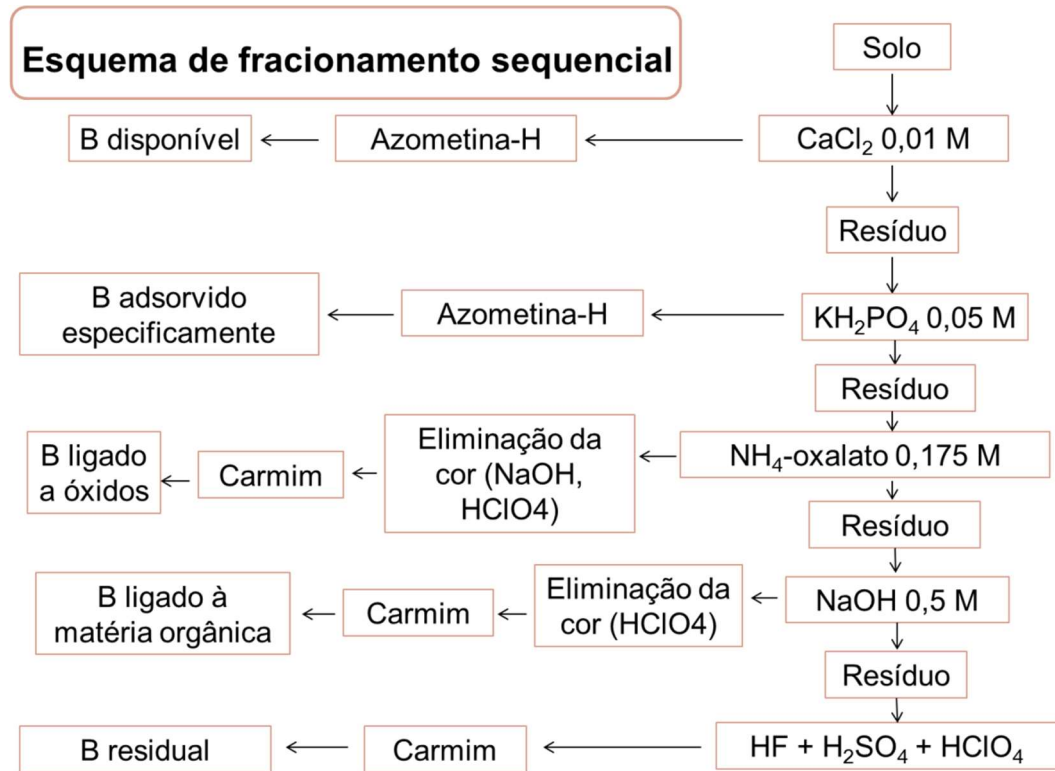 Esquema de fracionamento sequencial
Solo
B disponível
Azometina-H
CaCl₂ 0,01 M
Resíduo
B adsorvido
especificamente
Azometina-H
KH₂PO₄ 0,05 M
Resíduo
B ligado
a óxidos
Carmim
Eliminação da
cor (NaOH,
HClO4)
NH₄-oxalato 0,175 M
Resíduo
B ligado à
matéria orgânica
Carmim
Eliminação da
cor (HClO4)
NaOH 0,5 M
Resíduo
B residual
Carmim
HF + H₂SO₄ + HClO₄